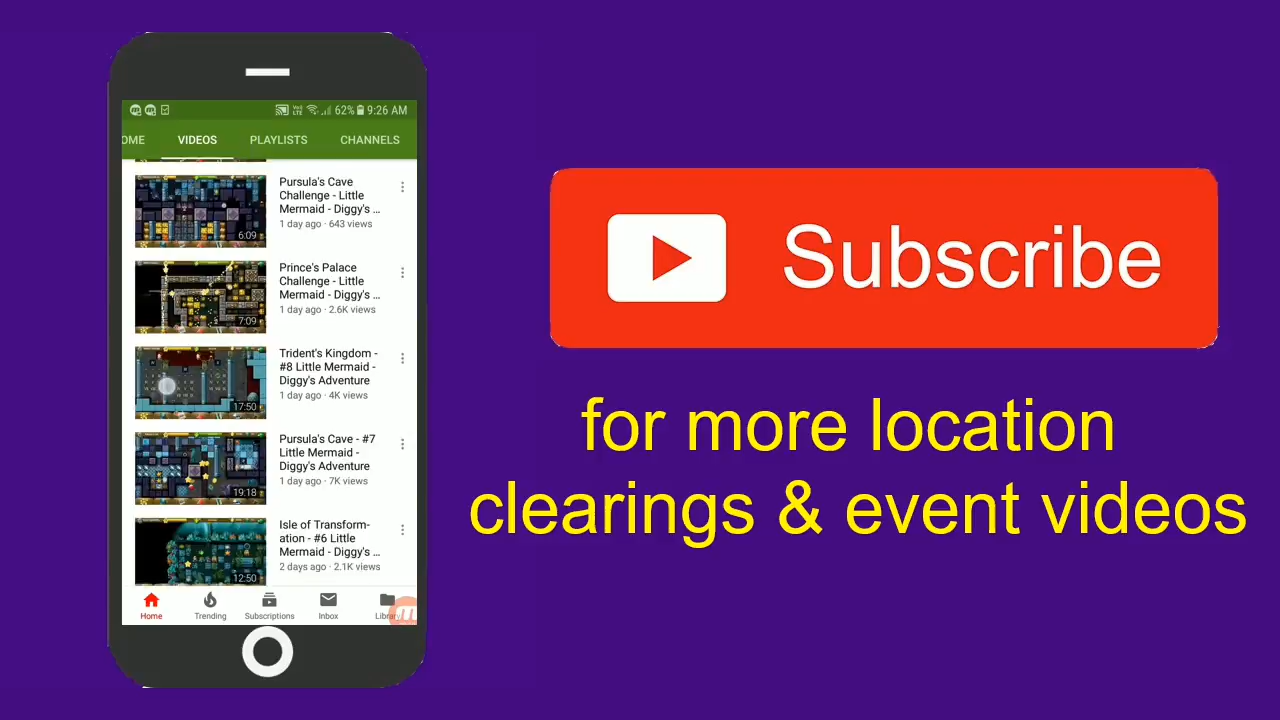 62% 9:26 AM
OME VIDEOS PLAYLISTS CHANNELS
Pursula's Cave
Challenge - Little
Mermaid - Diggy's ...
1 day ago · 643 views
6:09
Prince's Palace
Challenge - Little
Mermaid - Diggy's ...
1 day ago · 2.6K views
7:09
Trident's Kingdom -
#8 Little Mermaid -
Diggy's Adventure
1 day ago · 4K views
17:50
Pursula's Cave - #7
Little Mermaid -
Diggy's Adventure
1 day ago · 7K views
19:18
Isle of Transform-
ation - #6 Little
Mermaid - Diggy's ...
2 days ago · 2.1K views
12:50
Home Trending Subscriptions Inbox Library
Subscribe
for more location
clearings & event videos